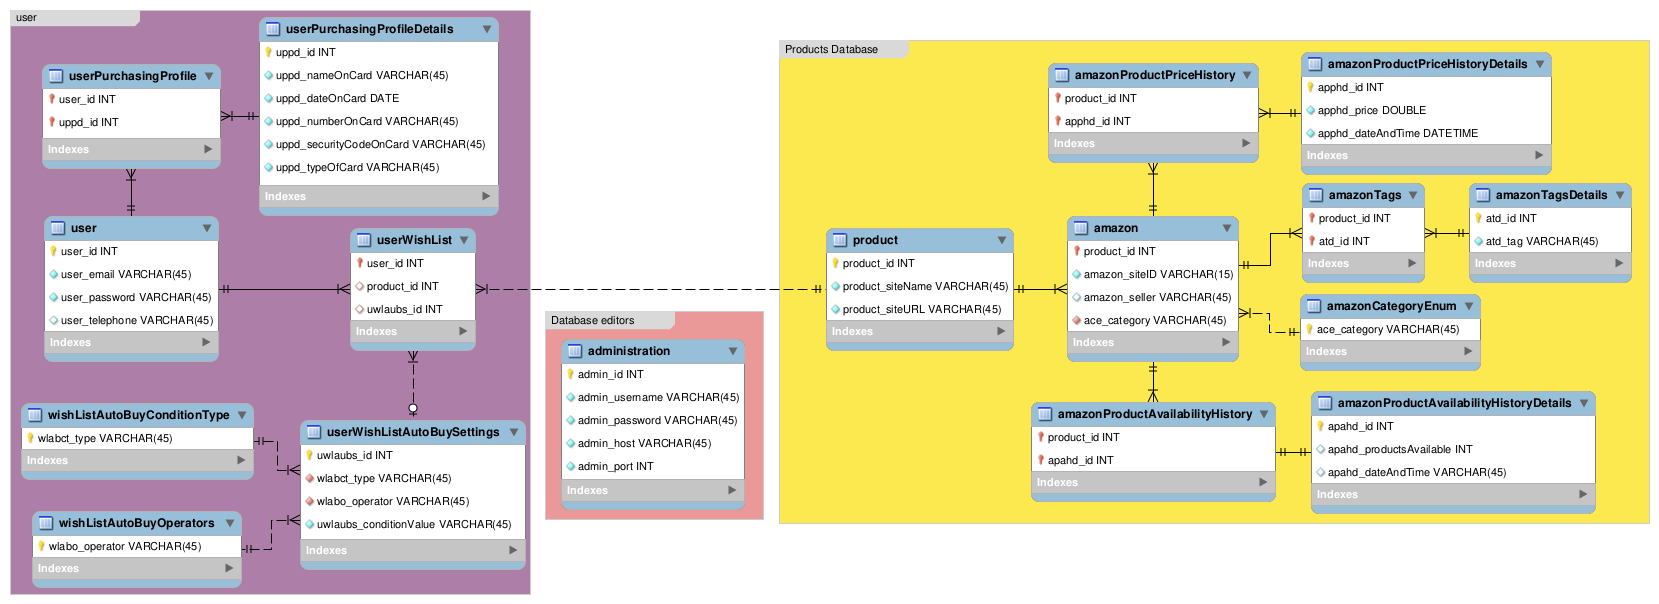 user
userPurchasingProfileDetails
uppd_id INT
uppd_nameOnCard VARCHAR(45)
uppd_dateOnCard DATE
uppd_numberOnCard VARCHAR(45)
uppd_securityCodeOnCard VARCHAR(45)
uppd_typeOfCard VARCHAR(45)
Indexes
userPurchasingProfile
user_id INT
uppd_id INT
Indexes
user
user_id INT
user_email VARCHAR(45)
user_password VARCHAR(45)
user_telephone VARCHAR(45)
Indexes
userWishList
user_id INT
product_id INT
uwlaubs_id INT
Indexes
wishListAutoBuyConditionType
wlabct_type VARCHAR(45)
Indexes
userWishListAutoBuySettings
uwlaubs_id INT
wlabct_type VARCHAR(45)
wlabo_operator VARCHAR(45)
uwlaubs_conditionValue VARCHAR(45)
Indexes
wishListAutoBuyOperators
wlabo_operator VARCHAR(45)
Indexes
Database editors
administration
admin_id INT
admin_username VARCHAR(45)
admin_password VARCHAR(45)
admin_host VARCHAR(45)
admin_port INT
Indexes
Products Database
amazonProductPriceHistory
product_id INT
apphd_id INT
Indexes
amazonProductPriceHistoryDetails
apphd_id INT
apphd_price DOUBLE
apphd_dateAndTime DATETIME
Indexes
amazonTags
product_id INT
atd_id INT
Indexes
amazonTagsDetails
atd_id INT
atd_tag VARCHAR(45)
Indexes
product
product_id INT
product_siteName VARCHAR(45)
product_siteURL VARCHAR(45)
Indexes
amazon
product_id INT
amazon_siteID VARCHAR(15)
amazon_seller VARCHAR(45)
ace_category VARCHAR(45)
Indexes
amazonCategoryEnum
ace_category VARCHAR(45)
Indexes
amazonProductAvailabilityHistory
product_id INT
apahd_id INT
Indexes
amazonProductAvailabilityHistoryDetails
apahd_id INT
apahd_productsAvailable INT
apahd_dateAndTime VARCHAR(45)
Indexes